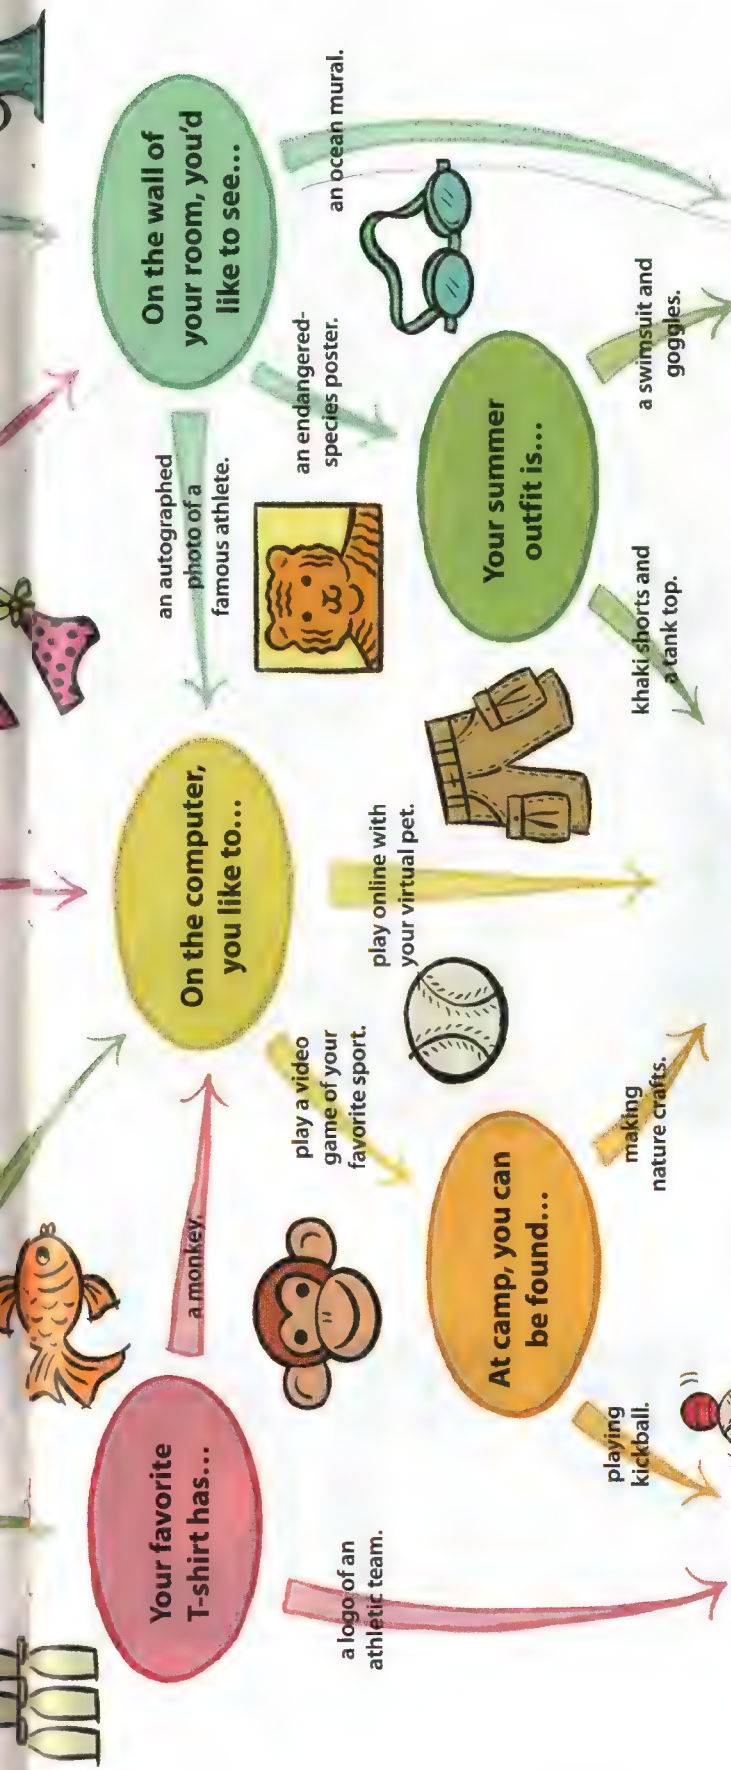 Your favorite
T-shirt has...
a monkey.
a logo of an
athletic team.
On the computer,
you like to...
play a video
game of your
favorite sport.
play online with
your virtual pet.
On the wall of
your room, you'd
like to see...
an autographed
photo of a
famous athlete.
an endangered-
species poster.
an ocean mural.
At camp, you can
be found...
playing
kickball.
making
nature crafts.
Your summer
outfit is...
khaki shorts and
a tank top.
a swimsuit and
goggles.